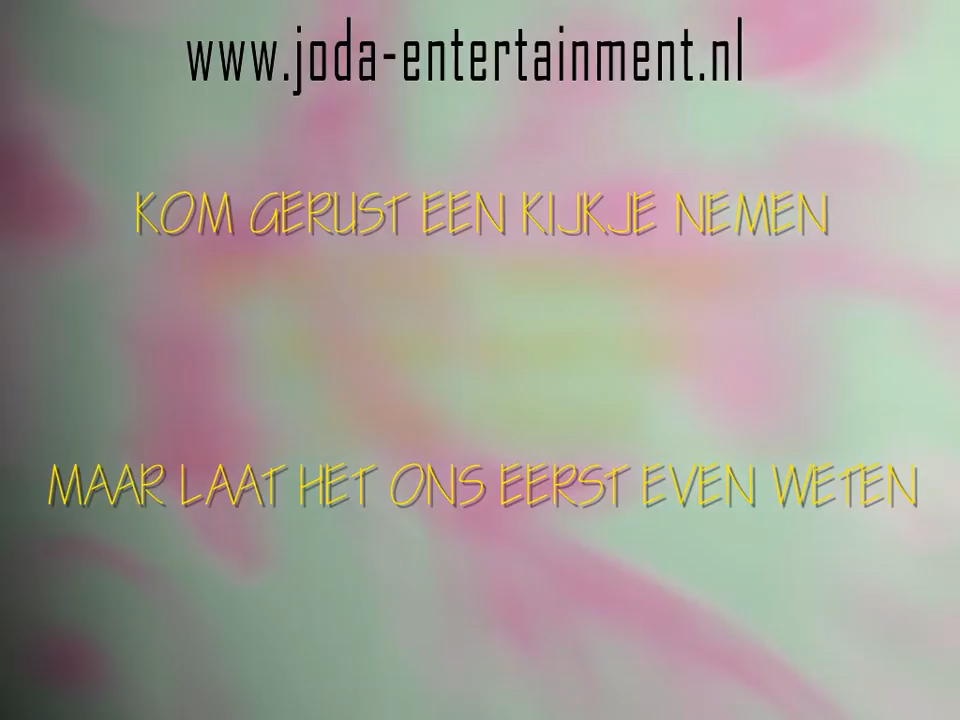 www.joda-entertainment.nl
KOM GERUST EEN KIJKJE NEMEN
MAAR LAAT HET ONS EERST EVEN WETEN